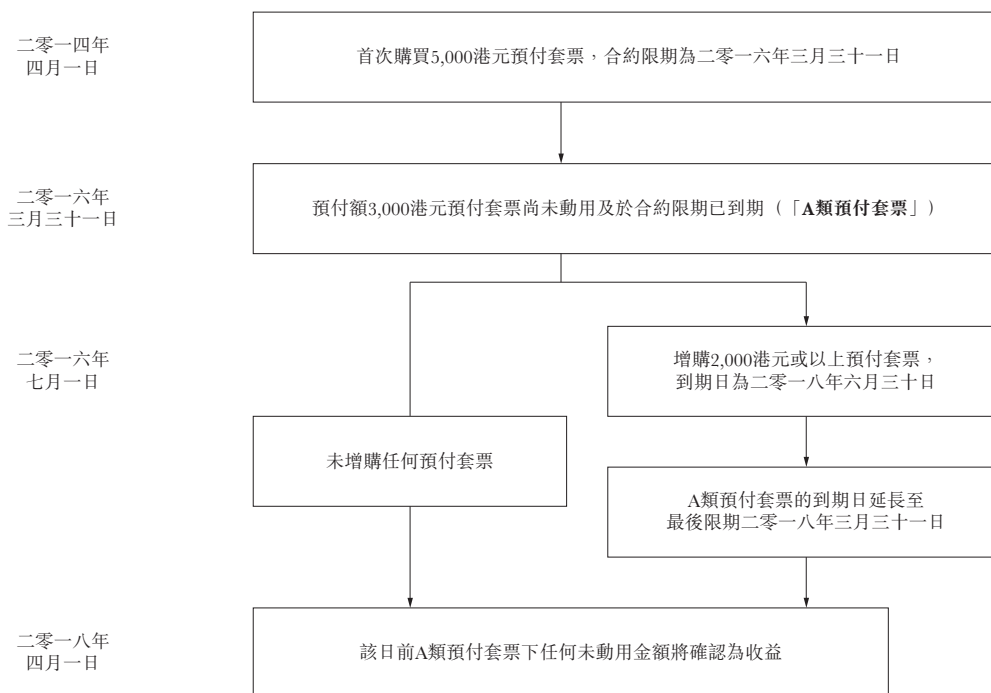 二零一四年
四月一日
首次購買5,000港元預付套票，合約限期為二零一六年三月三十一日
二零一六年
三月三十一日
預付額3,000港元預付套票尚未動用及於合約限期已到期（「A類預付套票」）
二零一六年
七月一日
增購2,000港元或以上預付套票，
到期日為二零一八年六月三十日
未增購任何預付套票
A類預付套票的到期日延長至
最後限期二零一八年三月三十一日
二零一八年
四月一日
該日前A類預付套票下任何未動用金額將確認為收益